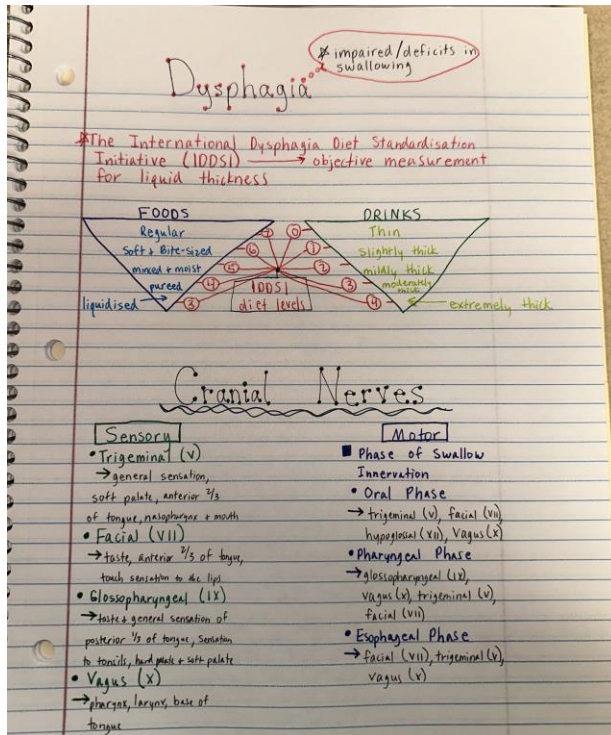 * impaired/deficits in
swallowing
Dysphagia
*The International Dysphagia Diet Standardisation
Initiative (IDDSI) → objective measurement
for liquid thickness
FOODS
Regular
Soft + Bite-sized
minced + moist
pureed
liquidised
7
6
5
4
3
IDDSI
diet levels
0
1
2
3
4
DRINKS
Thin
Slightly thick
mildly thick
moderately
thick
extremely thick
Cranial Nerves
Sensory
• Trigeminal (V)
→ general sensation,
soft palate, anterior 2/3
of tongue, nasopharynx + mouth
• Facial (VII)
→ taste, anterior 2/3 of tongue,
touch sensation to the lips
• Glossopharyngeal (IX)
→ taste + general sensation of
posterior 1/3 of tongue, sensation
to tonsils, hard palate + soft palate
• Vagus (X)
→ pharynx, larynx, base of
tongue
Motor
■ Phase of Swallow
Innervation
• Oral Phase
→ trigeminal (V), facial (VII),
hypoglossal (XII), Vagus (X)
• Pharyngeal Phase
→ glossopharyngeal (IX),
vagus (X), trigeminal (V),
facial (VII)
• Esophageal Phase
→ facial (VII), trigeminal (V),
vagus (X)